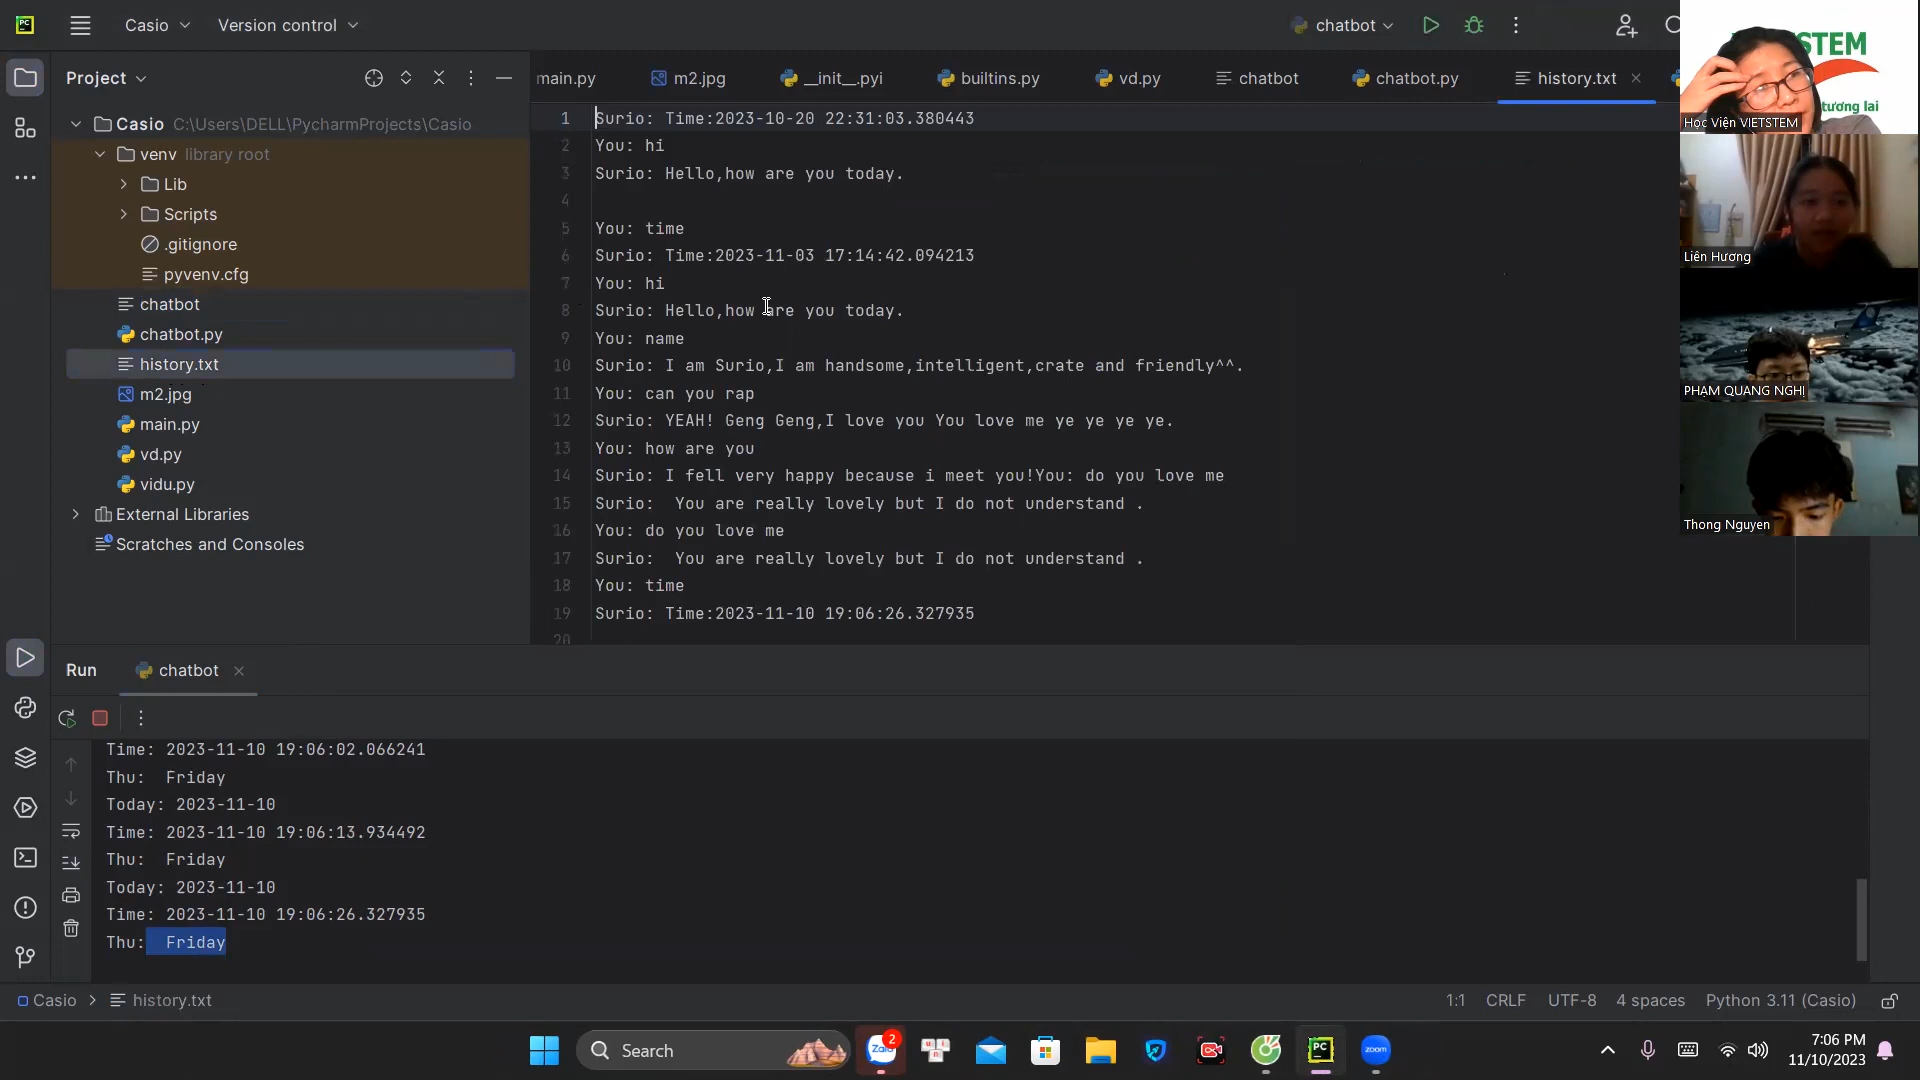 PC
Casio
Version control
chatbot
Project
main.py
m2.jpg
__init__.pyi
builtins.py
vd.py
chatbot
chatbot.py
history.txt
STEM
tương lai
Học Viện VIETSTEM
Liên Hương
PHẠM QUANG NGHỊ
Thong Nguyen
Casio C:\Users\DELL\PycharmProjects\Casio
venv library root
Lib
Scripts
.gitignore
pyvenv.cfg
chatbot
chatbot.py
history.txt
m2.jpg
main.py
vd.py
vidu.py
External Libraries
Scratches and Consoles
1 Surio: Time:2023-10-20 22:31:03.380443
2 You: hi
3 Surio: Hello,how are you today.
4
5 You: time
6 Surio: Time:2023-11-03 17:14:42.094213
7 You: hi
8 Surio: Hello,how are you today.
9 You: name
10 Surio: I am Surio,I am handsome,intelligent,crate and friendly^^.
11 You: can you rap
12 Surio: YEAH! Geng Geng,I love you You love me ye ye ye ye.
13 You: how are you
14 Surio: I fell very happy because i meet you!You: do you love me
15 Surio:  You are really lovely but I do not understand .
16 You: do you love me
17 Surio:  You are really lovely but I do not understand .
18 You: time
19 Surio: Time:2023-11-10 19:06:26.327935
20
Run
chatbot
Time: 2023-11-10 19:06:02.066241
Thu:  Friday
Today: 2023-11-10
Time: 2023-11-10 19:06:13.934492
Thu:  Friday
Today: 2023-11-10
Time: 2023-11-10 19:06:26.327935
Thu:  Friday
Casio > history.txt
1:1 CRLF UTF-8 4 spaces Python 3.11 (Casio)
Search
Zalo
2
PC
zoom
7:06 PM
11/10/2023